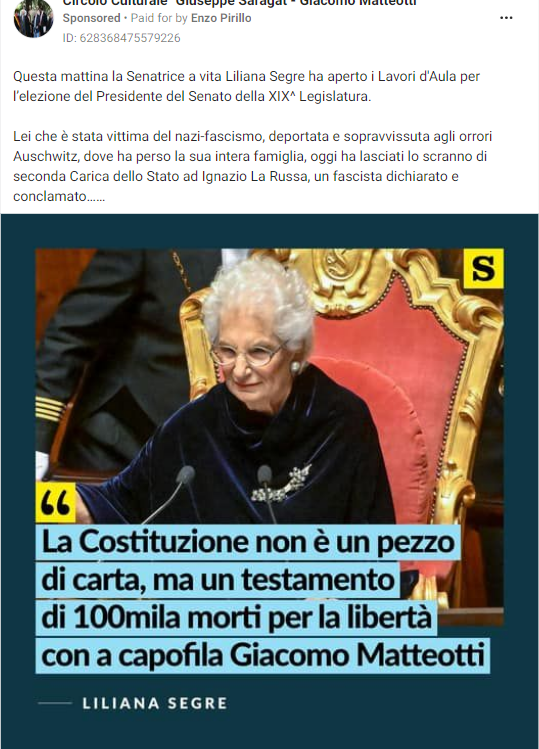 Circolo Culturale "Giuseppe Saragat - Giacomo Matteotti"
Sponsored • Paid for by Enzo Pirillo
ID: 628368475579226
Questa mattina la Senatrice a vita Liliana Segre ha aperto i Lavori d'Aula per
l'elezione del Presidente del Senato della XIX^ Legislatura.
Lei che è stata vittima del nazi-fascismo, deportata e sopravvissuta agli orrori
Auschwitz, dove ha perso la sua intera famiglia, oggi ha lasciati lo scranno di
seconda Carica dello Stato ad Ignazio La Russa, un fascista dichiarato e
conclamato......
S
“
La Costituzione non è un pezzo
di carta, ma un testamento
di 100mila morti per la libertà
con a capofila Giacomo Matteotti
LILIANA SEGRE